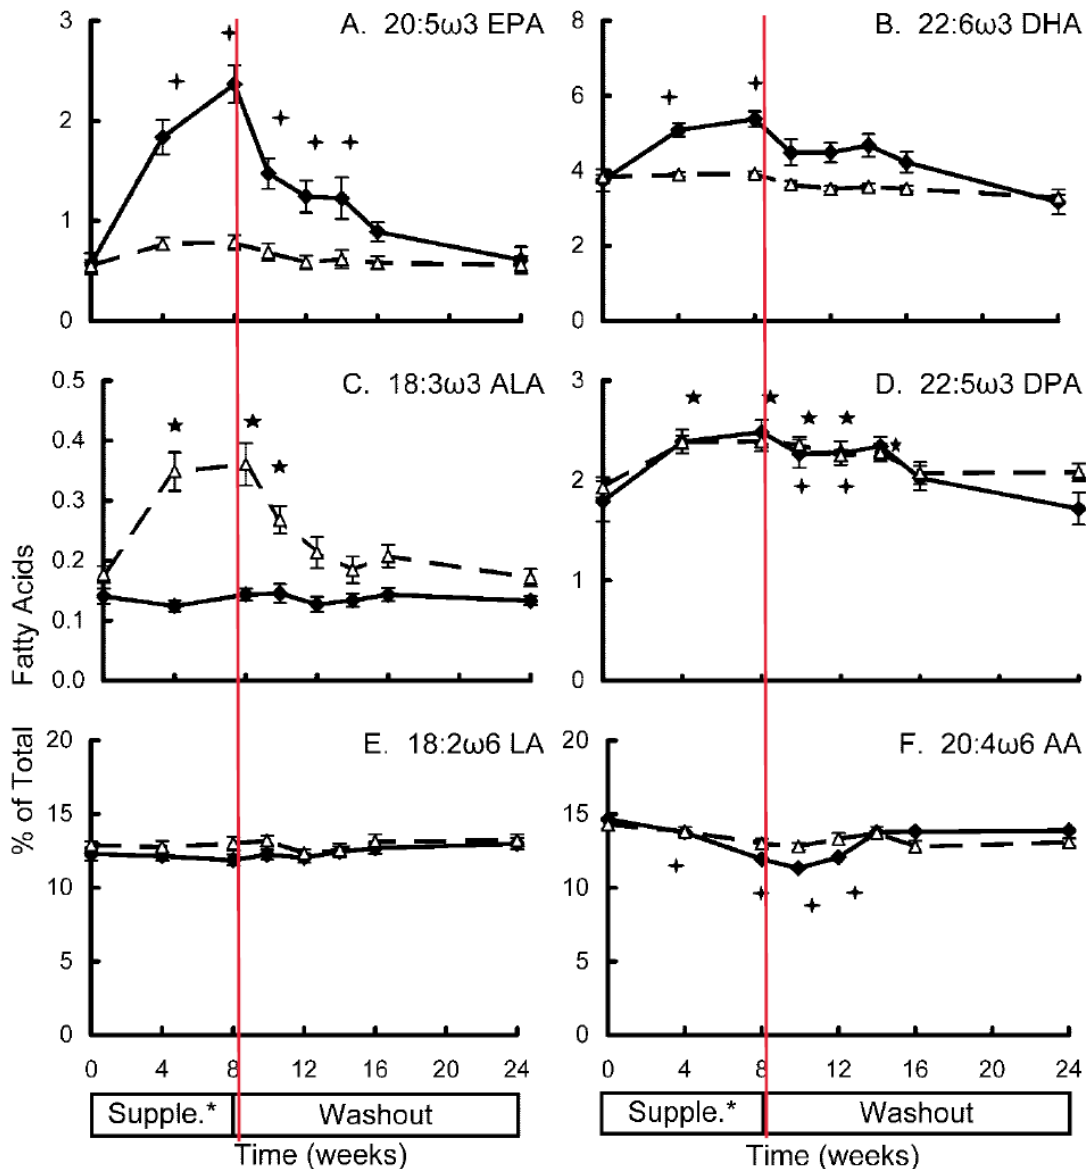 A. 20:5ω3 EPA
3
2
1
0
B. 22:6ω3 DHA
8
6
4
2
0
C. 18:3ω3 ALA
0.5
0.4
0.3
0.2
0.1
0.0
D. 22:5ω3 DPA
3
2
1
0
Fatty Acids
% of Total
E. 18:2ω6 LA
20
15
10
5
0
0 4 8 12 16 20 24
Supple.* Washout
Time (weeks)
F. 20:4ω6 AA
20
15
10
5
0
0 4 8 12 16 20 24
Supple.* Washout
Time (weeks)